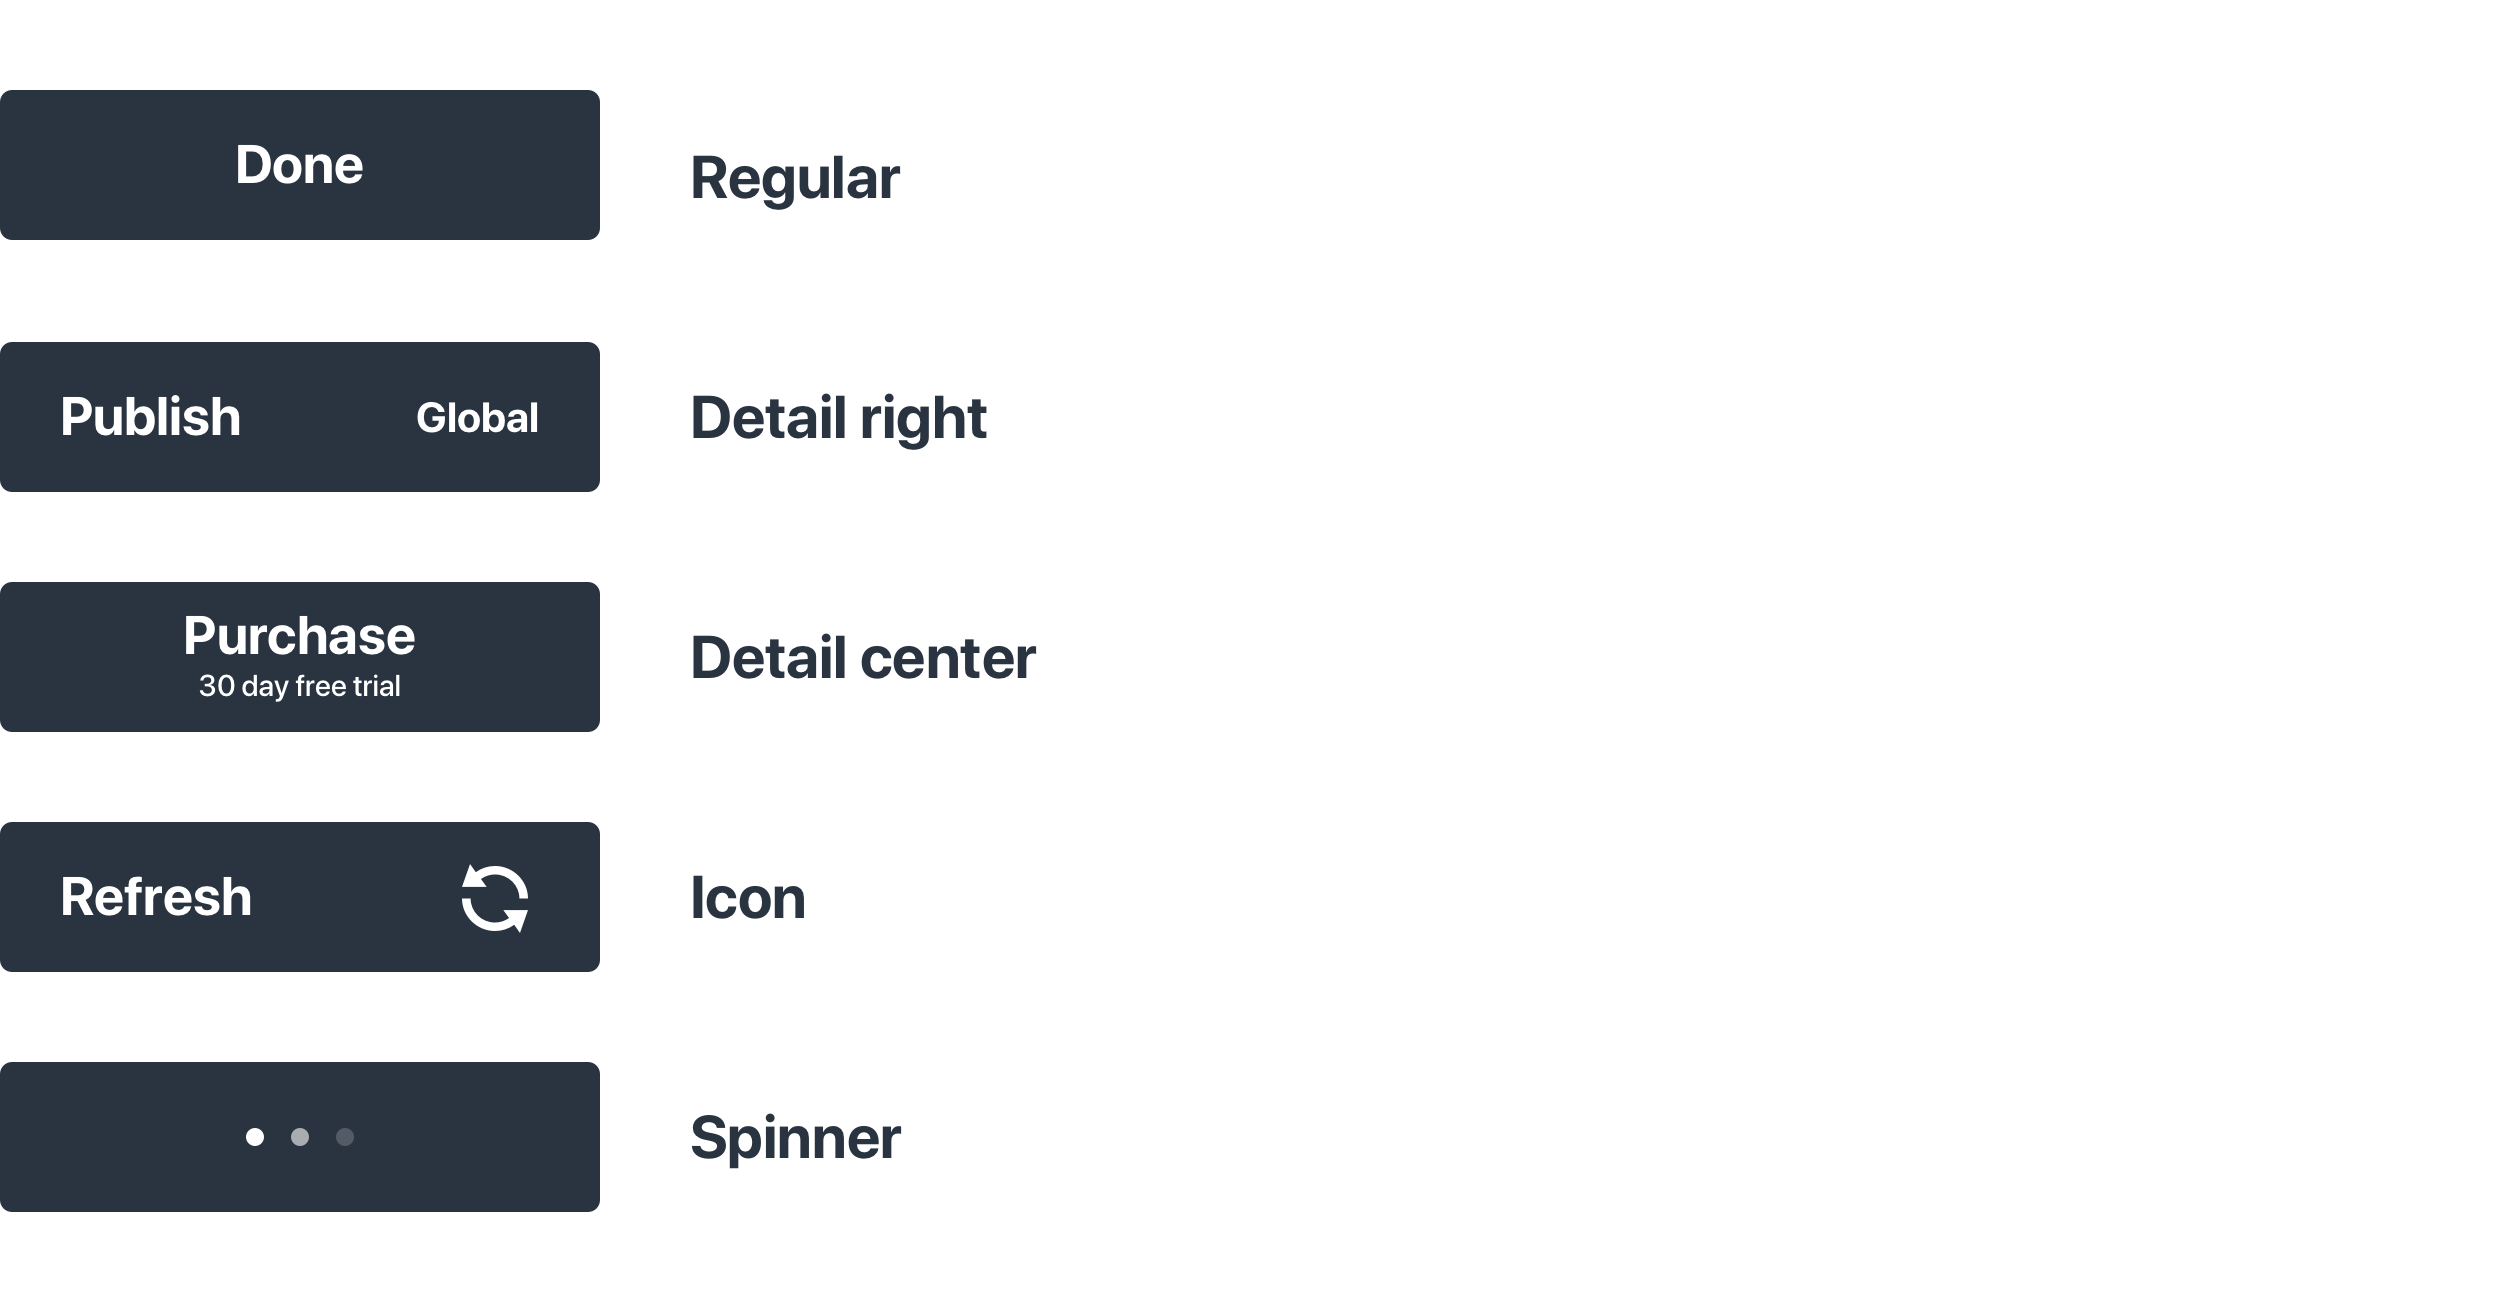 Done
Regular
Publish Global
Detail right
Purchase
30 day free trial
Detail center
Refresh
Icon
Spinner